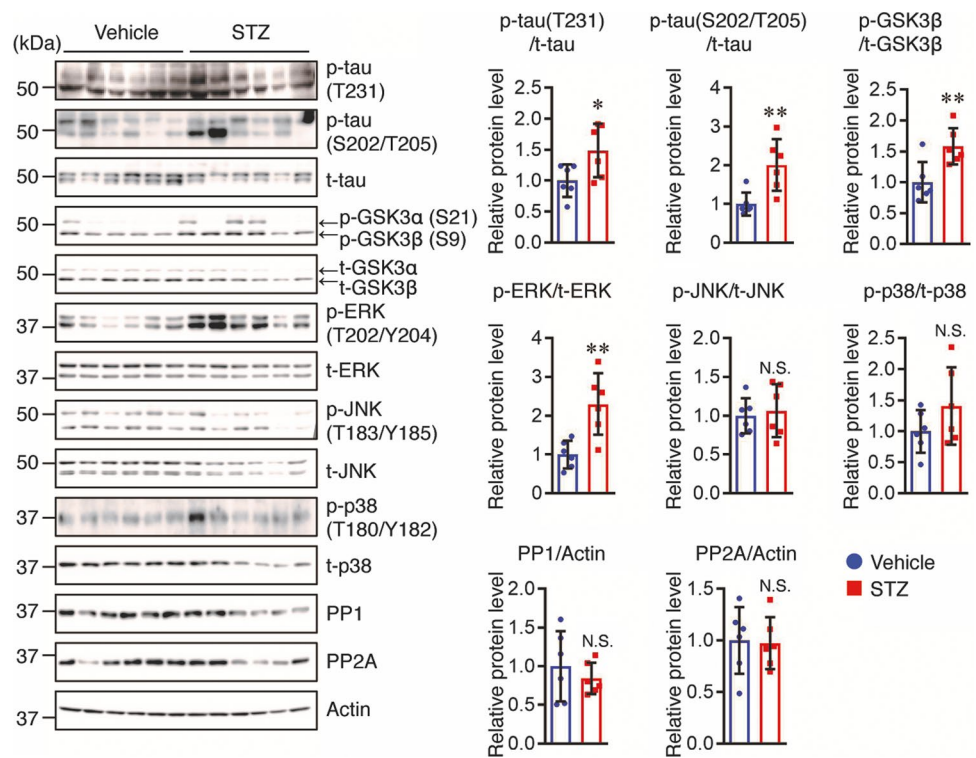 Vehicle STZ
(kDa)
50 p-tau
(T231)
50 p-tau
(S202/T205)
50 t-tau
50 ←p-GSK3α (S21)
←p-GSK3β (S9)
50 ←t-GSK3α
←t-GSK3β
37 p-ERK
(T202/Y204)
37 t-ERK
50 p-JNK
(T183/Y185)
50 t-JNK
37 p-p38
(T180/Y182)
37 t-p38
37 PP1
37 PP2A
37 Actin
p-tau(T231)
/t-tau
Relative protein level
2.5
2.0
1.5
1.0
0.5
0.0
*
p-tau(S202/T205)
/t-tau
Relative protein level
4
3
2
1
0
**
p-GSK3β
/t-GSK3β
Relative protein level
2.5
2.0
1.5
1.0
0.5
0.0
**
p-ERK/t-ERK
Relative protein level
4
3
2
1
0
**
p-JNK/t-JNK
Relative protein level
2.0
1.5
1.0
0.5
0.0
N.S.
p-p38/t-p38
Relative protein level
2.5
2.0
1.5
1.0
0.5
0.0
N.S.
PP1/Actin
Relative protein level
2.0
1.5
1.0
0.5
0.0
N.S.
PP2A/Actin
Relative protein level
1.5
1.0
0.5
0.0
N.S.
Vehicle
STZ